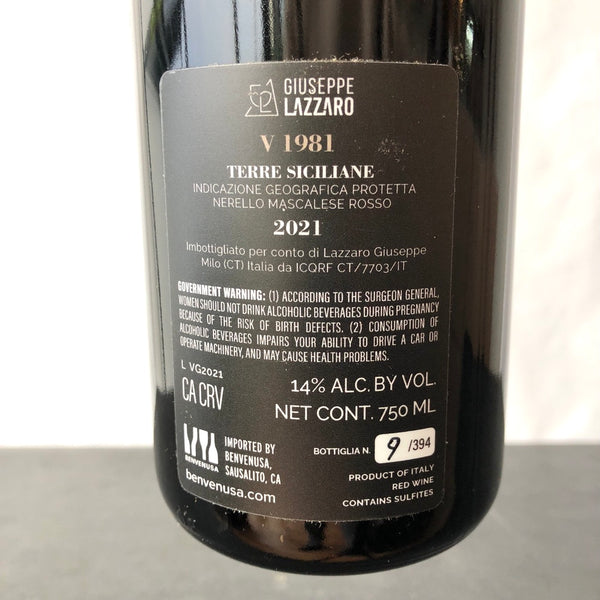 GIUSEPPE
LAZZARO
V 1981
TERRE SICILIANE
INDICAZIONE GEOGRAFICA PROTETTA
NERELLO MASCALESE ROSSO
2021
Imbottigliato per conto di Lazzaro Giuseppe
Milo (CT) Italia da ICQRF CT/7703/IT
GOVERNMENT WARNING: (1) ACCORDING TO THE SURGEON GENERAL,
WOMEN SHOULD NOT DRINK ALCOHOLIC BEVERAGES DURING PREGNANCY
BECAUSE OF THE RISK OF BIRTH DEFECTS. (2) CONSUMPTION OF
ALCOHOLIC BEVERAGES IMPAIRS YOUR ABILITY TO DRIVE A CAR OR
OPERATE MACHINERY, AND MAY CAUSE HEALTH PROBLEMS.
L VG2021
CA CRV
14% ALC. BY VOL.
NET CONT. 750 ML
BENVENUSA
IMPORTED BY
BENVENUSA,
SAUSALITO, CA
benvenusa.com
BOTTIGLIA N. 9 /394
PRODUCT OF ITALY
RED WINE
CONTAINS SULFITES